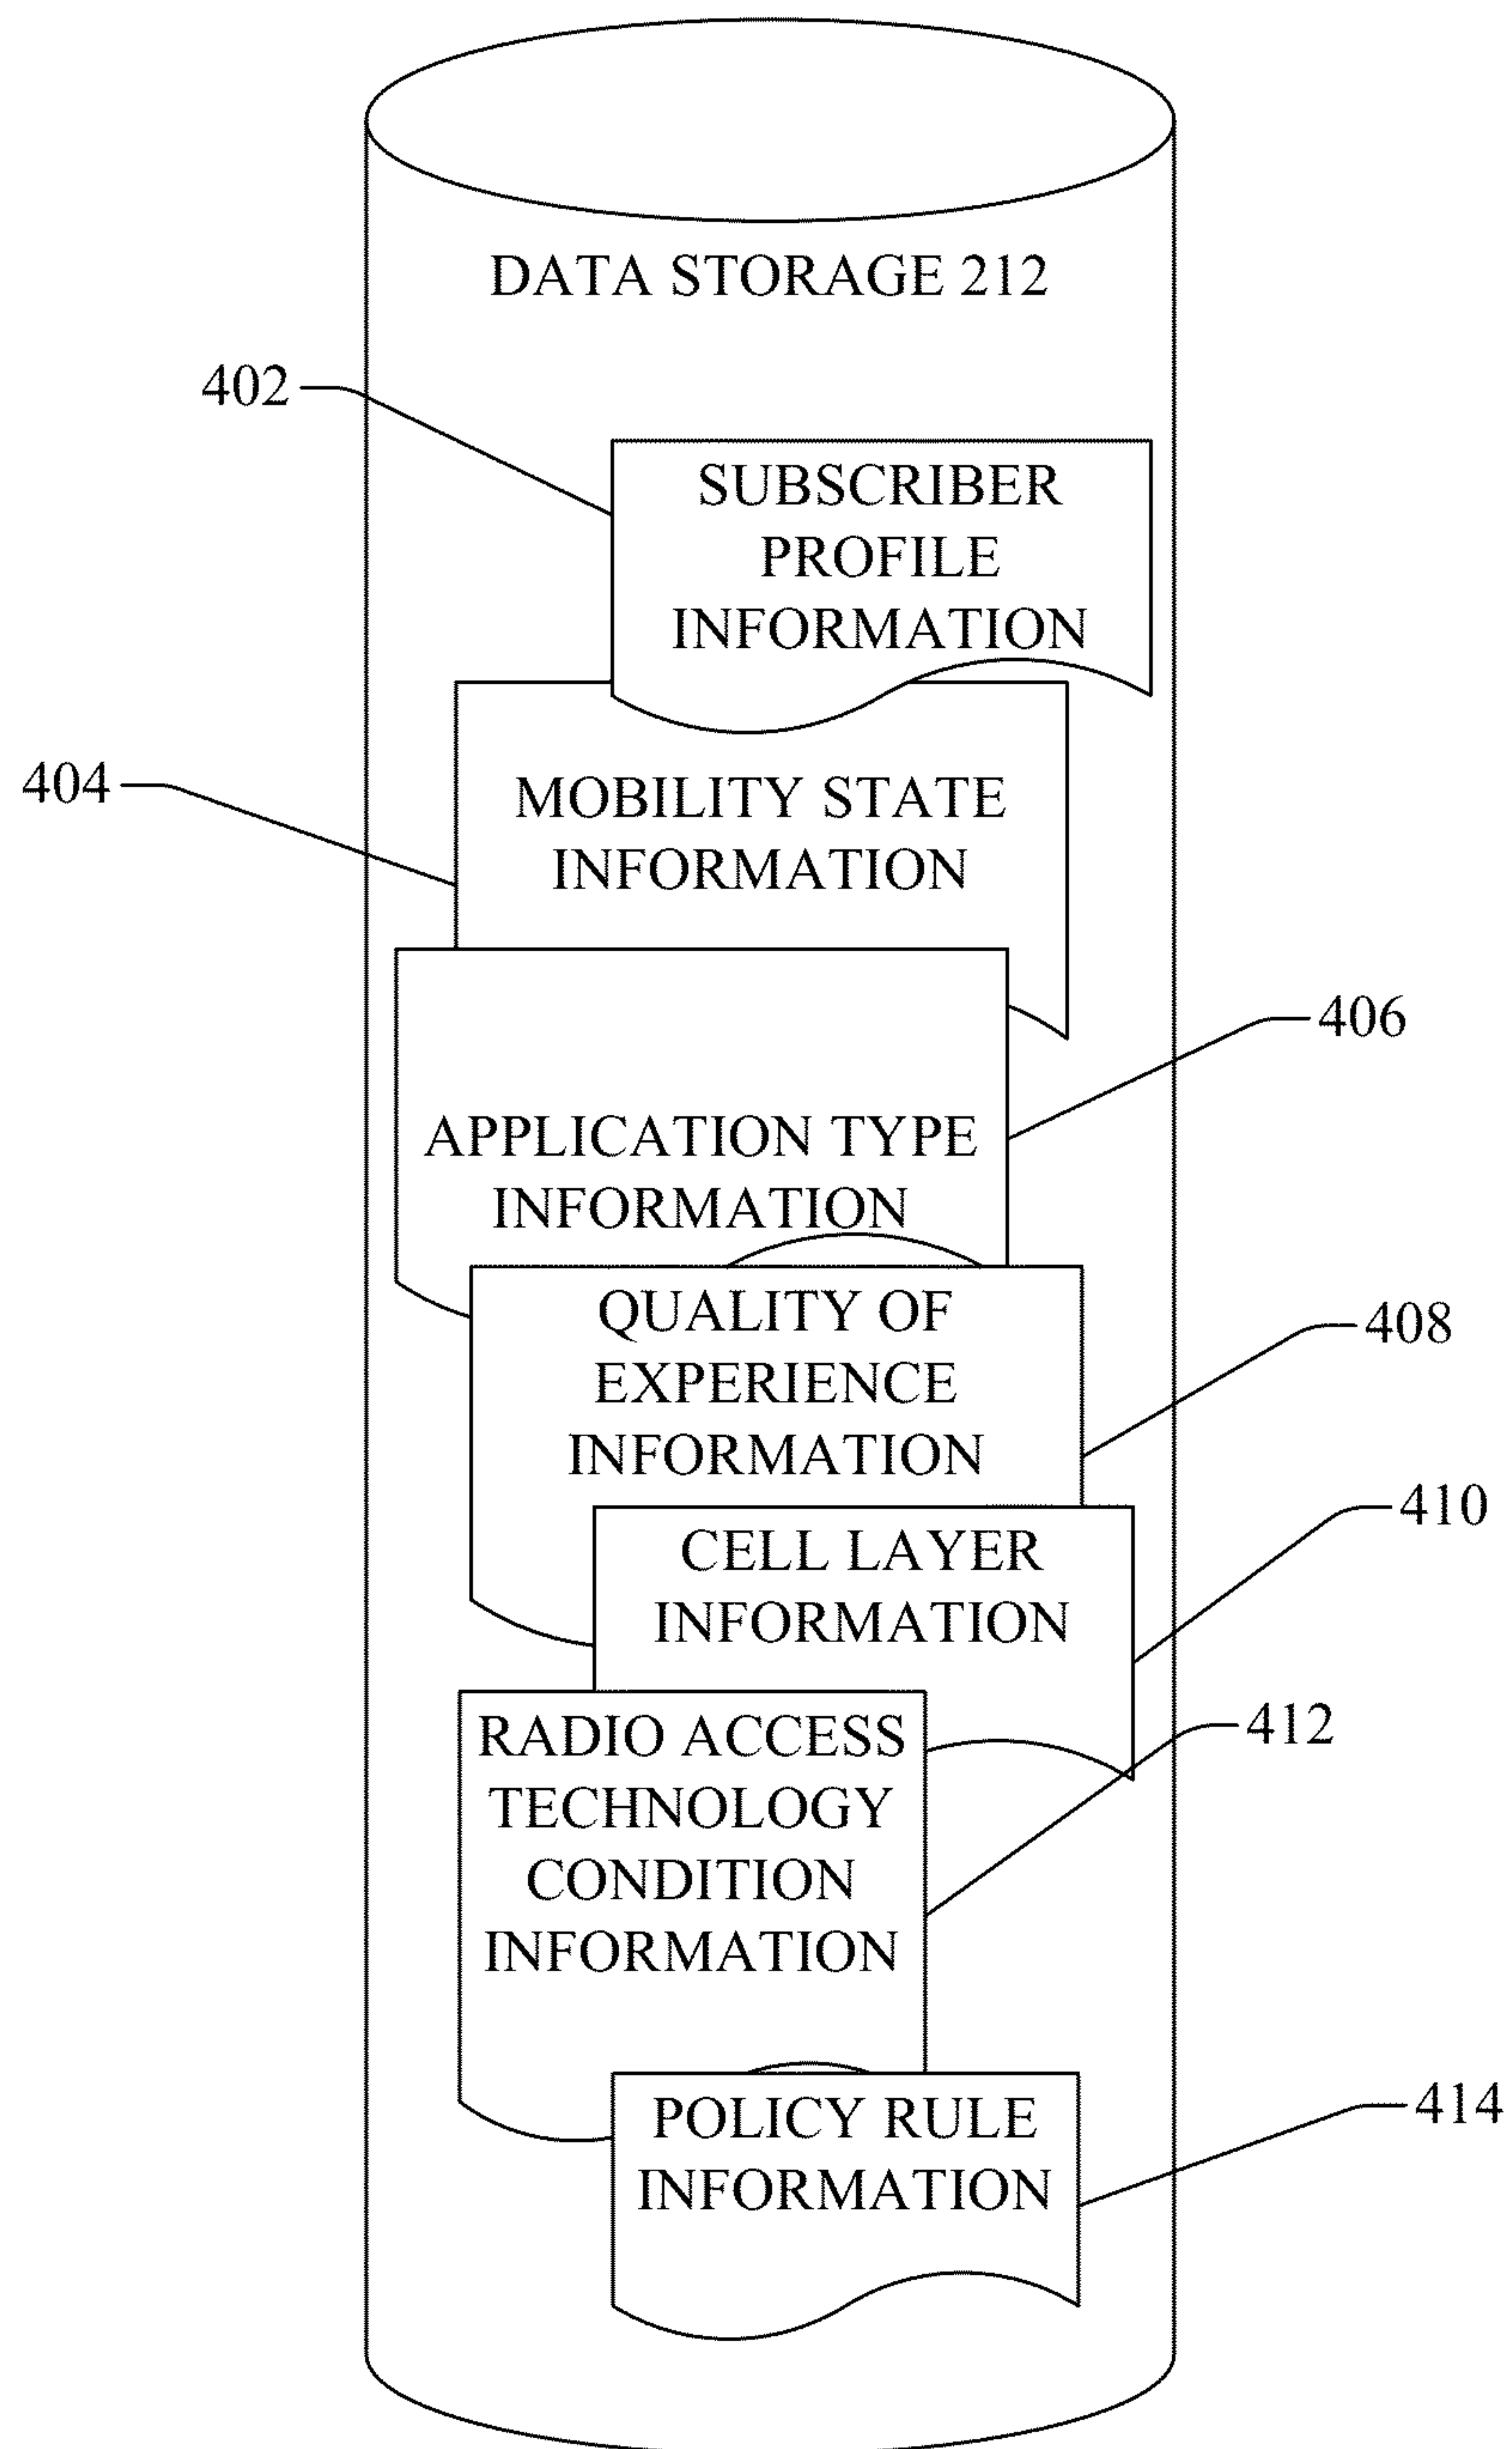 DATA STORAGE 212
402
SUBSCRIBER
PROFILE
INFORMATION
404
MOBILITY STATE
INFORMATION
406
APPLICATION TYPE
INFORMATION
408
QUALITY OF
EXPERIENCE
INFORMATION
410
CELL LAYER
INFORMATION
412
RADIO ACCESS
TECHNOLOGY
CONDITION
INFORMATION
414
POLICY RULE
INFORMATION